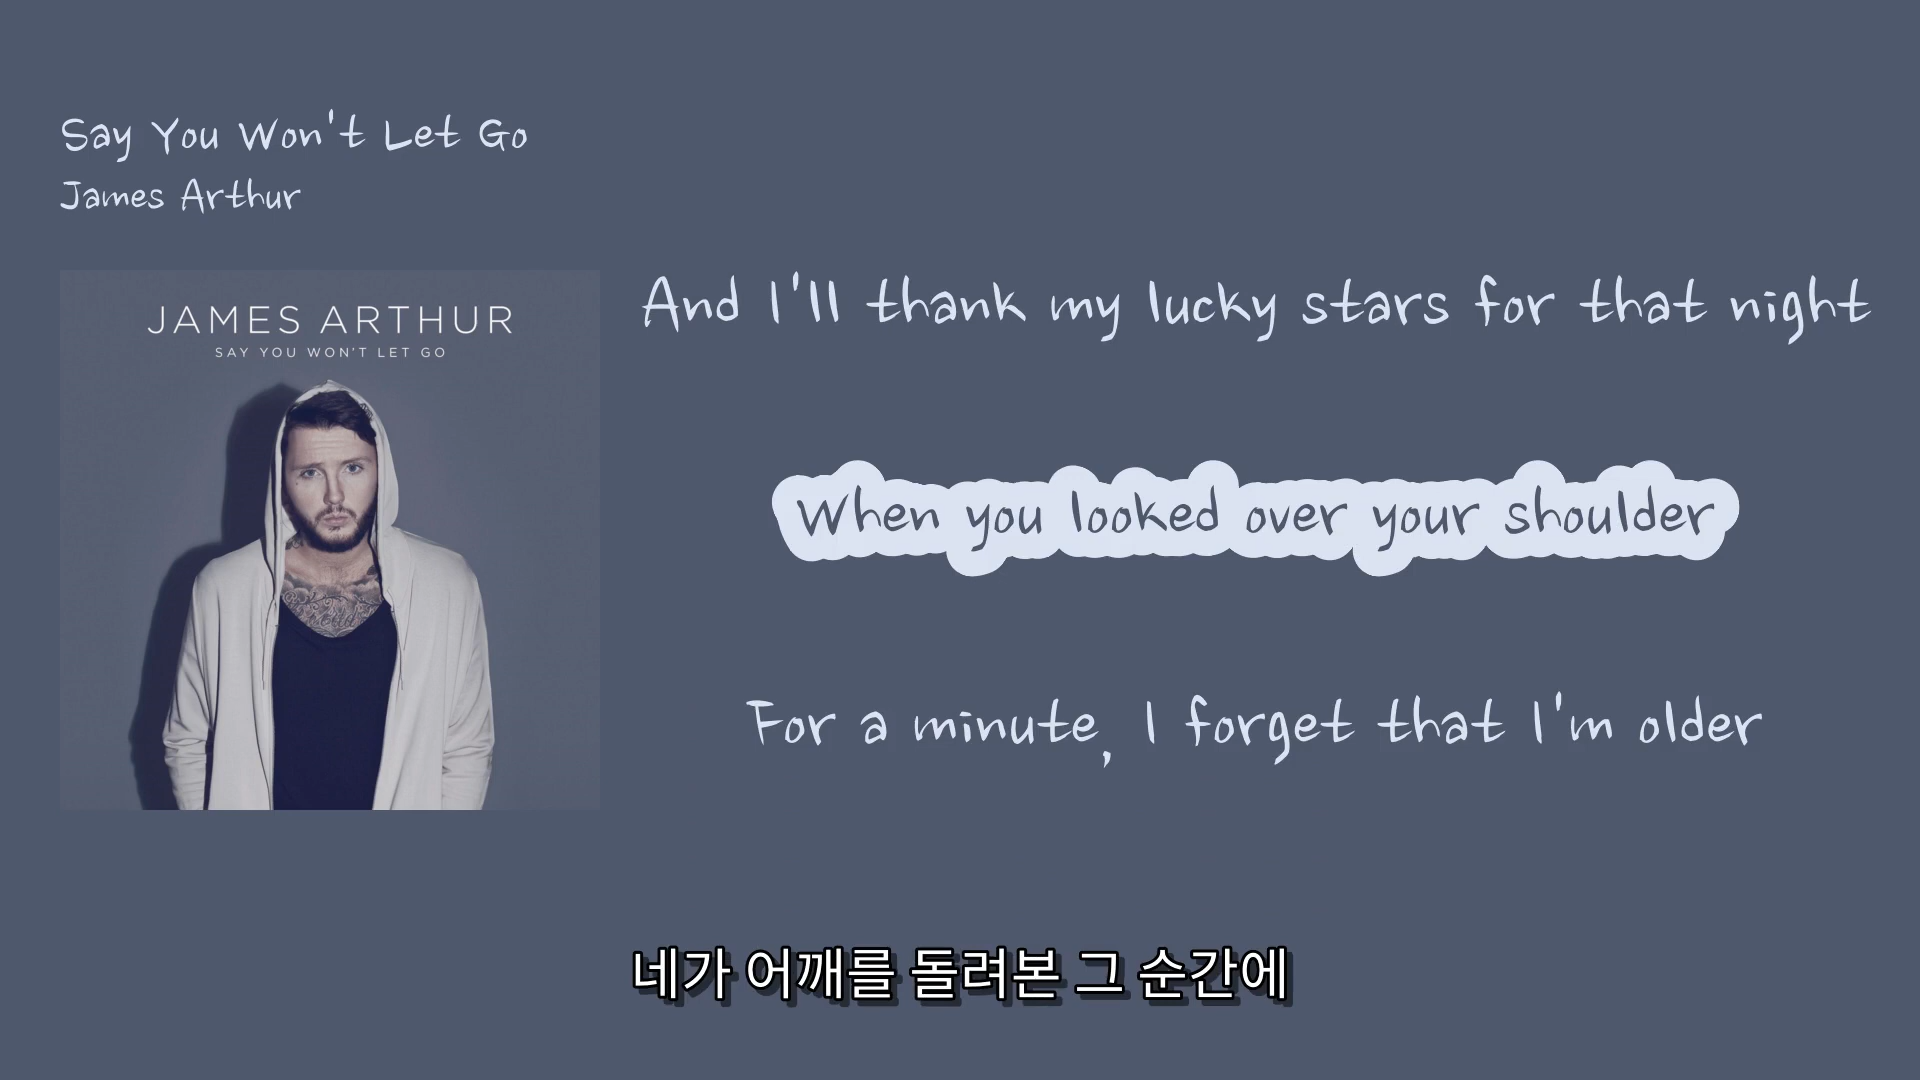 Say You Won't Let Go
James Arthur
JAMES ARTHUR
SAY YOU WON'T LET GO
And I'll thank my lucky stars for that night
When you looked over your shoulder
For a minute, I forget that I'm older
네가 어깨를 돌려본 그 순간에